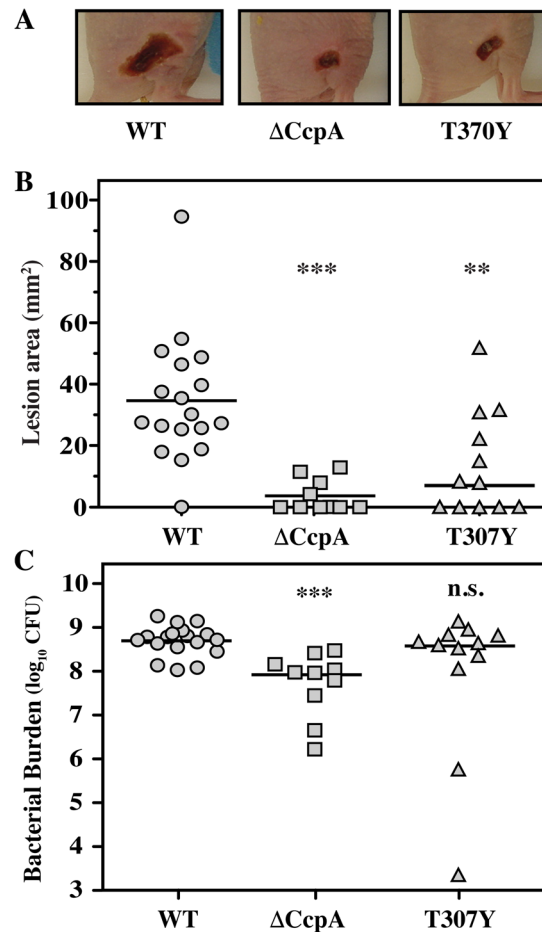 A
WT ΔCcpA T370Y
B
Lesion area (mm²)
100
80
60
40
20
0
*** **
WT ΔCcpA T307Y
C
Bacterial Burden (log₁₀ CFU)
10
9
8
7
6
5
4
3
*** n.s.
WT ΔCcpA T307Y